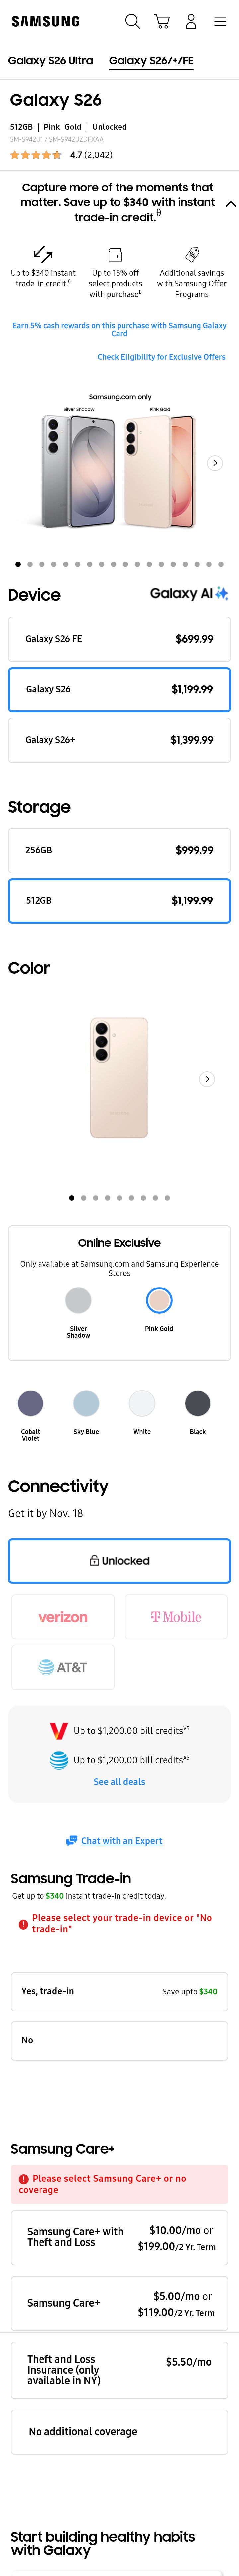 SAMSUNG
Galaxy S26 Ultra Galaxy S26/+/FE
Galaxy S26
512GB | Pink Gold | Unlocked
SM-S942U1 / SM-S942UZDFXAA
4.7 (2,042)
Capture more of the moments that
matter. Save up to $340 with instant
trade-in credit.θ
Up to $340 instant
trade-in credit.θ
Up to 15% off
select products
with purchase
Additional savings
with Samsung Offer
Programs
Earn 5% cash rewards on this purchase with Samsung Galaxy
Card
Check Eligibility for Exclusive Offers
Samsung.com only
Silver Shadow Pink Gold
Device Galaxy AI
Galaxy S26 FE $699.99
Galaxy S26 $1,199.99
Galaxy S26+ $1,399.99
Storage
256GB $999.99
512GB $1,199.99
Color
Online Exclusive
Only available at Samsung.com and Samsung Experience
Stores
Silver
Shadow
Pink Gold
Cobalt
Violet
Sky Blue
White
Black
Connectivity
Get it by Nov. 18
Unlocked
verizon
T Mobile
AT&T
Up to $1,200.00 bill creditsVS
Up to $1,200.00 bill creditsAS
See all deals
Chat with an Expert
Samsung Trade-in
Get up to $340 instant trade-in credit today.
! Please select your trade-in device or "No
trade-in"
Yes, trade-in Save upto $340
No
Samsung Care+
! Please select Samsung Care+ or no
coverage
Samsung Care+ with
Theft and Loss
$10.00/mo or
$199.00/2 Yr. Term
Samsung Care+
$5.00/mo or
$119.00/2 Yr. Term
Theft and Loss
Insurance (only
available in NY)
$5.50/mo
No additional coverage
Start building healthy habits
with Galaxy